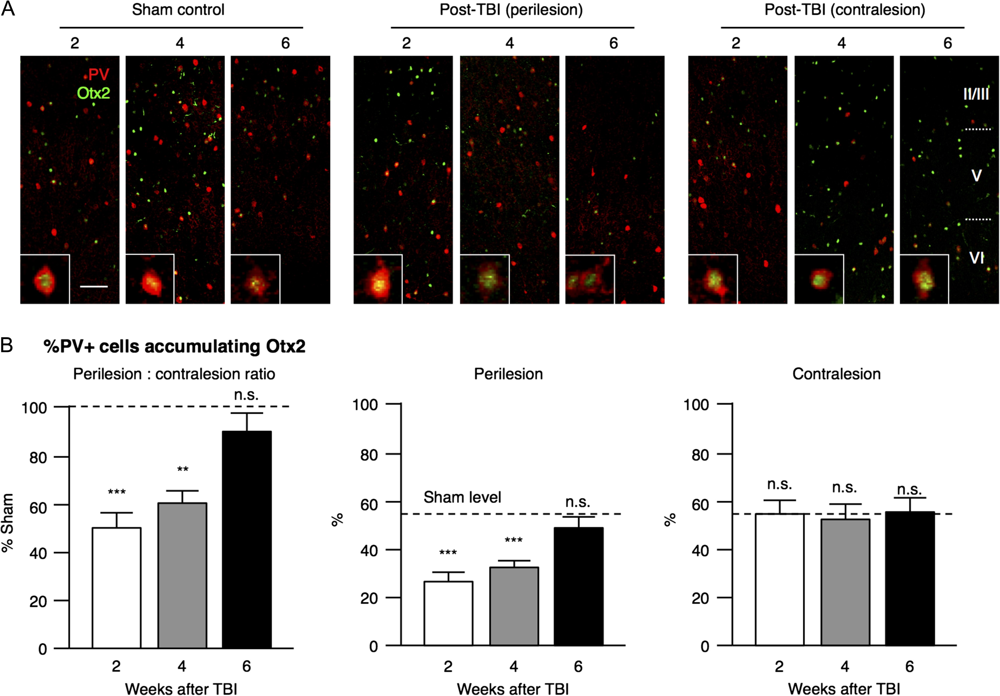 A
Sham control
Post-TBI (perilesion)
Post-TBI (contralesion)
2 4 6
2 4 6
2 4 6
PV
Otx2
II/III
V
VI
B
%PV+ cells accumulating Otx2
Perilesion : contralesion ratio
% Sham
100
80
60
40
20
0
***
**
n.s.
2 4 6
Weeks after TBI
Perilesion
%
100
80
60
40
20
0
Sham level
***
***
n.s.
2 4 6
Weeks after TBI
Contralesion
%
100
80
60
40
20
0
n.s.
n.s.
n.s.
2 4 6
Weeks after TBI